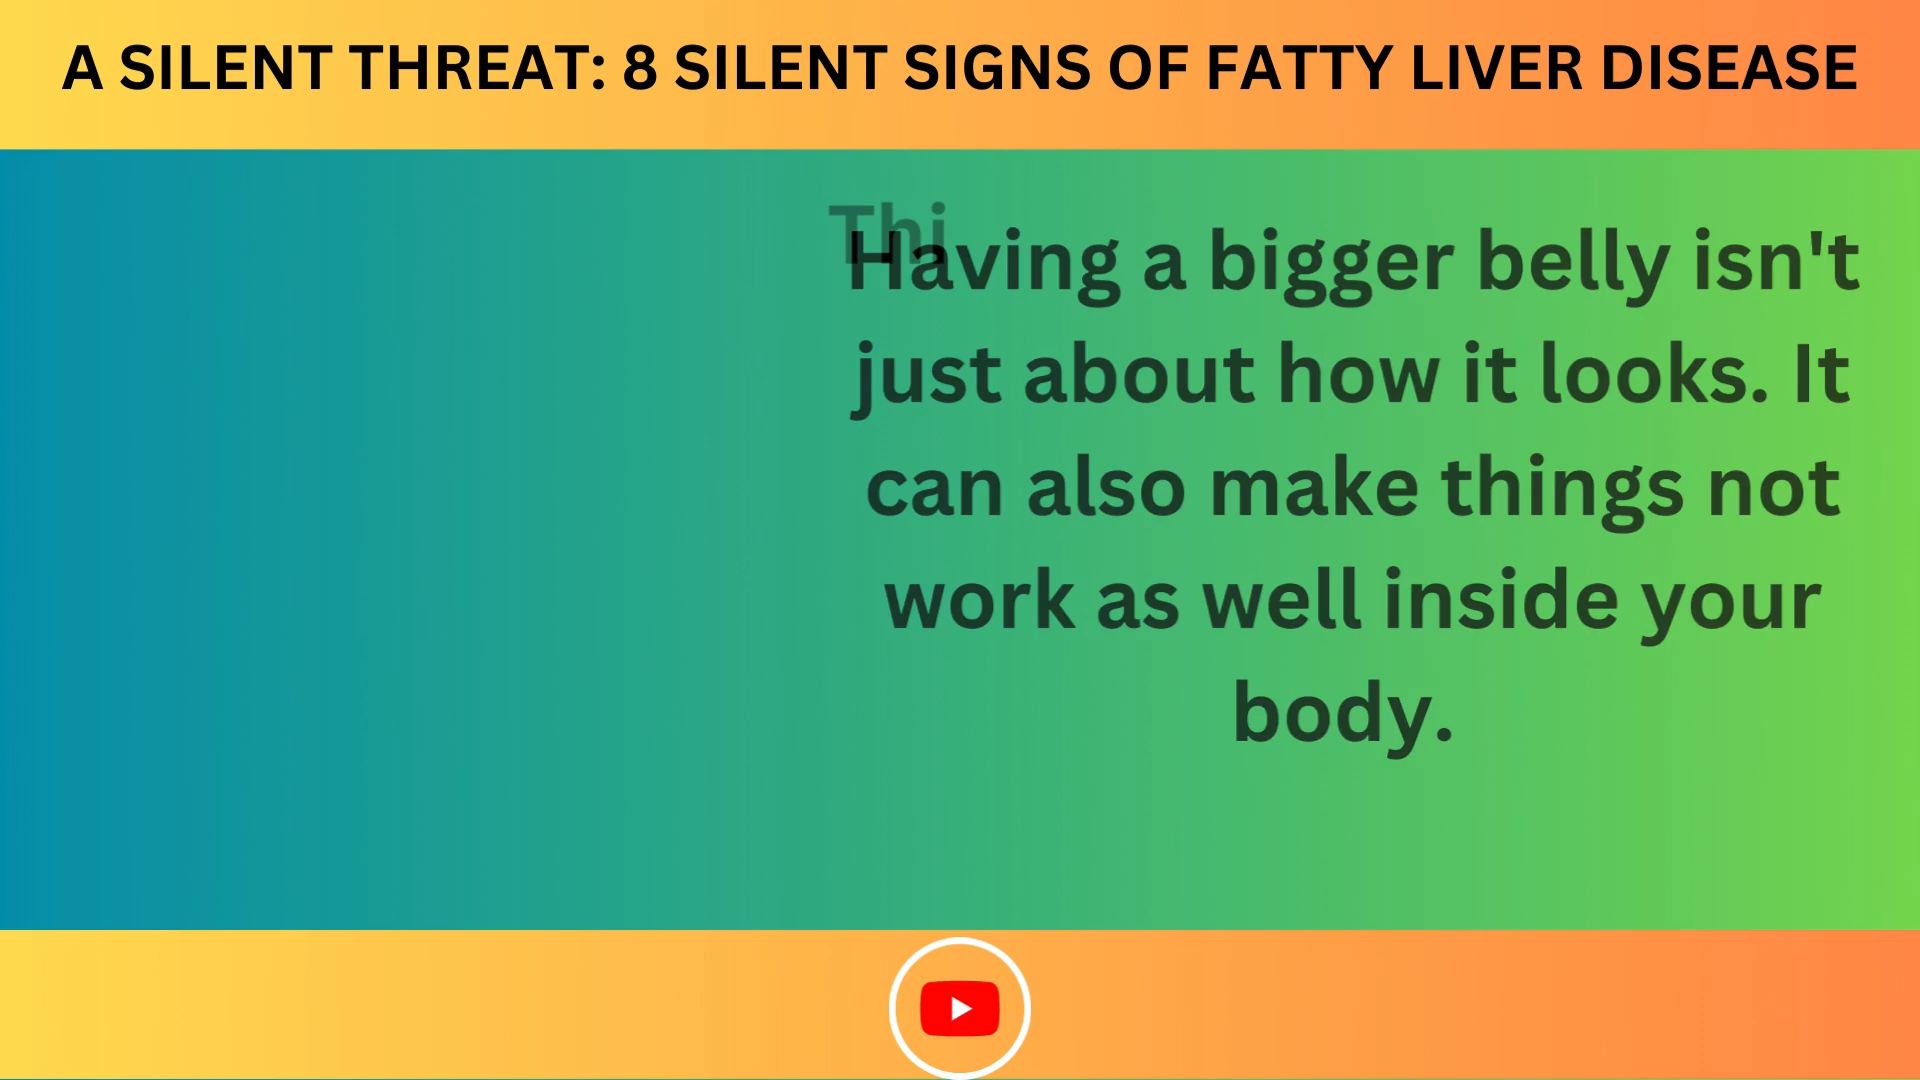 A SILENT THREAT: 8 SILENT SIGNS OF FATTY LIVER DISEASE
Thi
Having a bigger belly isn't
just about how it looks. It
can also make things not
work as well inside your
body.